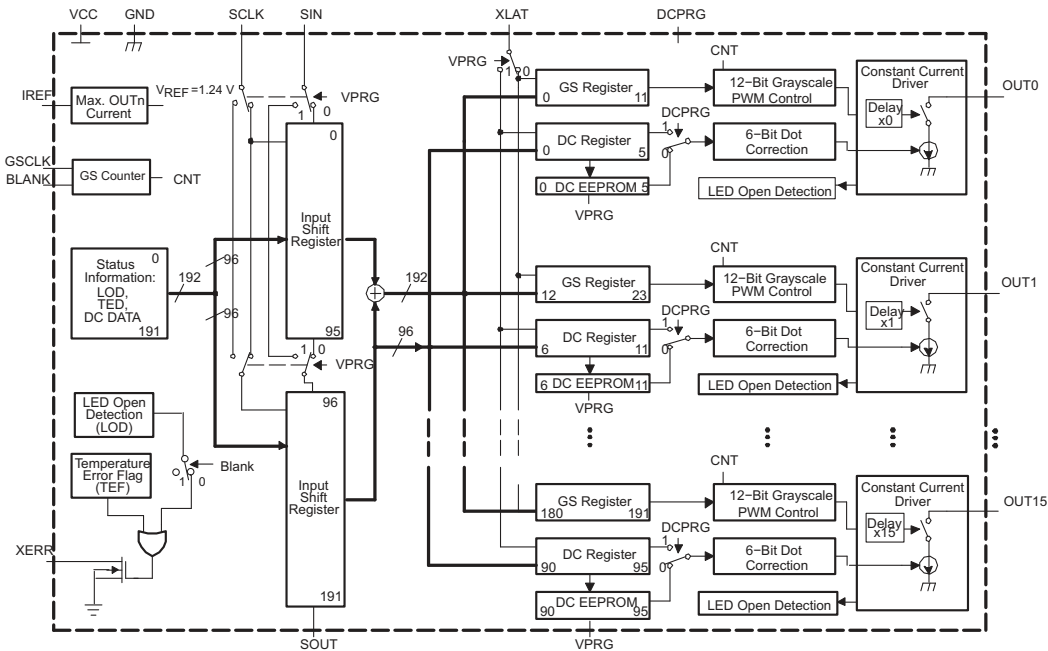 VCC
GND
SCLK
SIN
XLAT
DCPRG
IREF
Max. OUTn
Current
VREF =1.24 V
1 0
VPRG
0
GSCLK
BLANK
GS Counter
CNT
Input
Shift
Register
95
Status
Information:
LOD,
TED,
DC DATA
0
191
192
96
96
192
96
1 0
VPRG
LED Open
Detection
(LOD)
Temperature
Error Flag
(TEF)
1 0
Blank
XERR
96
Input
Shift
Register
191
SOUT
VPRG
1 0
GS Register
0 11
CNT
12−Bit Grayscale
PWM Control
DC Register
0 5
DCPRG
1
0
6−Bit Dot
Correction
0 DC EEPROM 5
VPRG
LED Open Detection
Constant Current
Driver
Delay
x0
OUT0
GS Register
12 23
CNT
12−Bit Grayscale
PWM Control
DC Register
6 11
DCPRG
1
0
6−Bit Dot
Correction
6 DC EEPROM 11
VPRG
LED Open Detection
Constant Current
Driver
Delay
x1
OUT1
GS Register
180 191
CNT
12−Bit Grayscale
PWM Control
DC Register
90 95
DCPRG
1
0
6−Bit Dot
Correction
DC EEPROM
90 95
VPRG
LED Open Detection
Constant Current
Driver
Delay
x15
OUT15